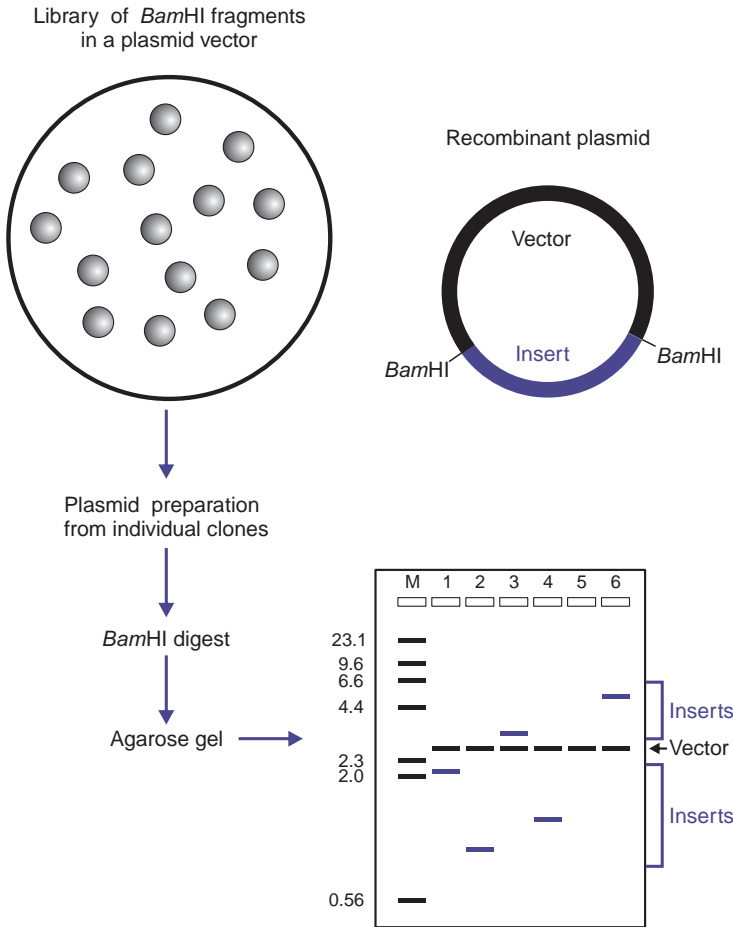 Library of BamHI fragments
in a plasmid vector
Recombinant plasmid
Vector
Insert
BamHI
BamHI
Plasmid preparation
from individual clones
BamHI digest
Agarose gel
M 1 2 3 4 5 6
23.1
9.6
6.6
4.4
2.3
2.0
0.56
Inserts
Vector
Inserts